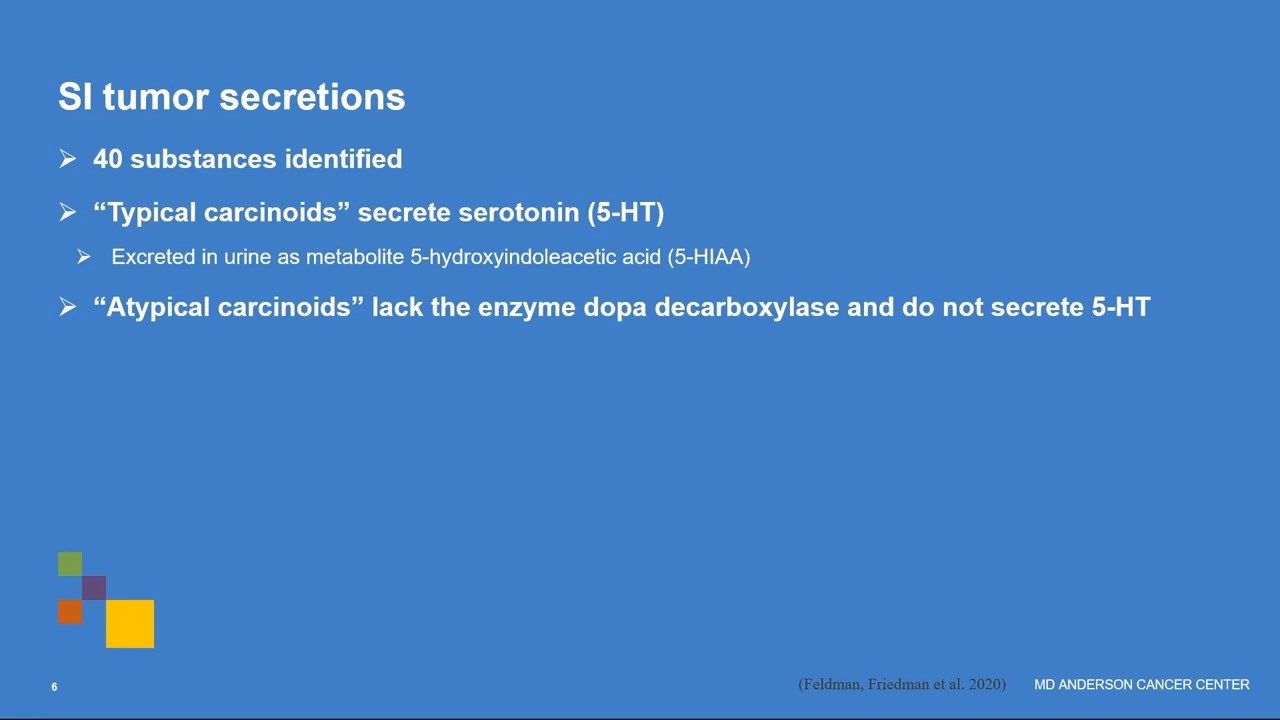 SI tumor secretions
➢ 40 substances identified
➢ “Typical carcinoids” secrete serotonin (5-HT)
➢ Excreted in urine as metabolite 5-hydroxyindoleacetic acid (5-HIAA)
➢ “Atypical carcinoids” lack the enzyme dopa decarboxylase and do not secrete 5-HT
6
(Feldman, Friedman et al. 2020)
MD ANDERSON CANCER CENTER